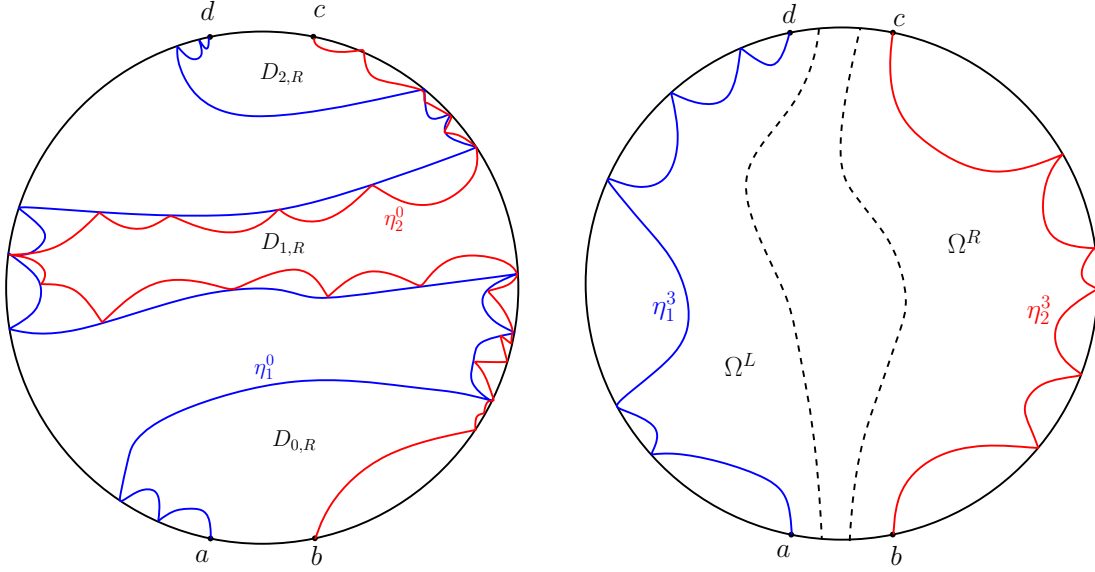 d
c
D_{2,R}
η_2^0
D_{1,R}
η_1^0
D_{0,R}
a
b
d
c
Ω^R
η_1^3
η_2^3
Ω^L
a
b